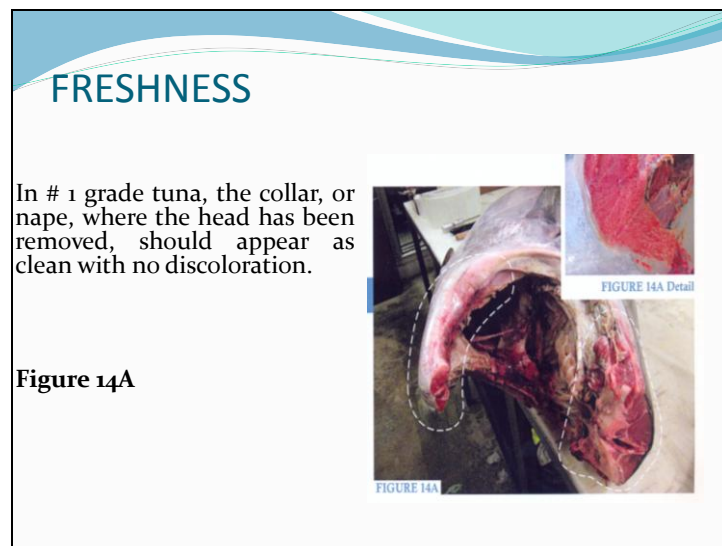 FRESHNESS
In # 1 grade tuna, the collar, or
nape, where the head has been
removed, should appear as
clean with no discoloration.
Figure 14A
FIGURE 14A Detail
FIGURE 14A